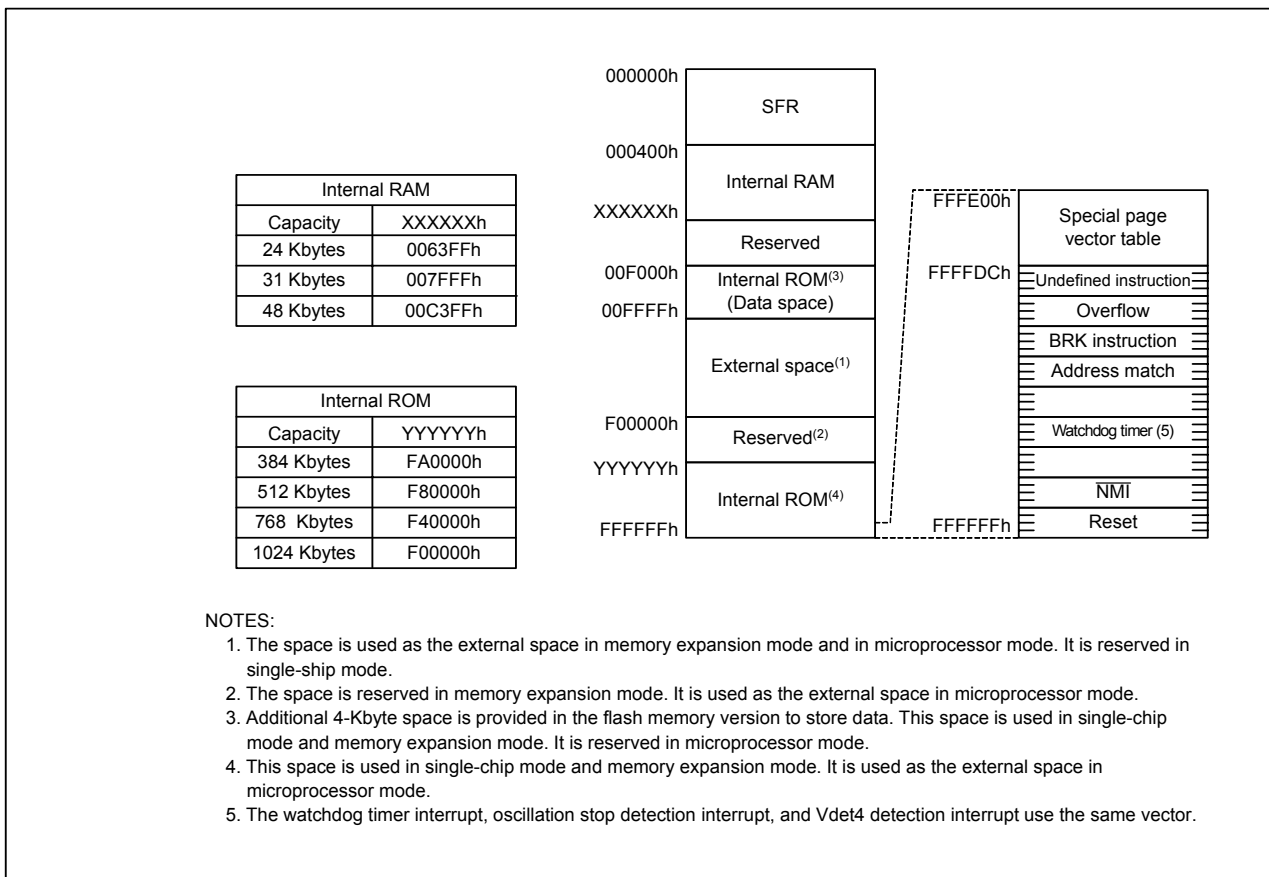 Internal RAM
Capacity XXXXXXh
24 Kbytes 0063FFh
31 Kbytes 007FFFh
48 Kbytes 00C3FFh
Internal ROM
Capacity YYYYYYh
384 Kbytes FA0000h
512 Kbytes F80000h
768 Kbytes F40000h
1024 Kbytes F00000h
000000h
SFR
000400h
Internal RAM
XXXXXXh
Reserved
00F000h
Internal ROM(3)
(Data space)
00FFFFh
External space(1)
F00000h
Reserved(2)
YYYYYYh
Internal ROM(4)
FFFFFFh
FFFE00h
Special page
vector table
FFFFDCh
Undefined instruction
Overflow
BRK instruction
Address match
Watchdog timer (5)
NMI
Reset
FFFFFFh
NOTES:
1. The space is used as the external space in memory expansion mode and in microprocessor mode. It is reserved in
single-ship mode.
2. The space is reserved in memory expansion mode. It is used as the external space in microprocessor mode.
3. Additional 4-Kbyte space is provided in the flash memory version to store data. This space is used in single-chip
mode and memory expansion mode. It is reserved in microprocessor mode.
4. This space is used in single-chip mode and memory expansion mode. It is used as the external space in
microprocessor mode.
5. The watchdog timer interrupt, oscillation stop detection interrupt, and Vdet4 detection interrupt use the same vector.